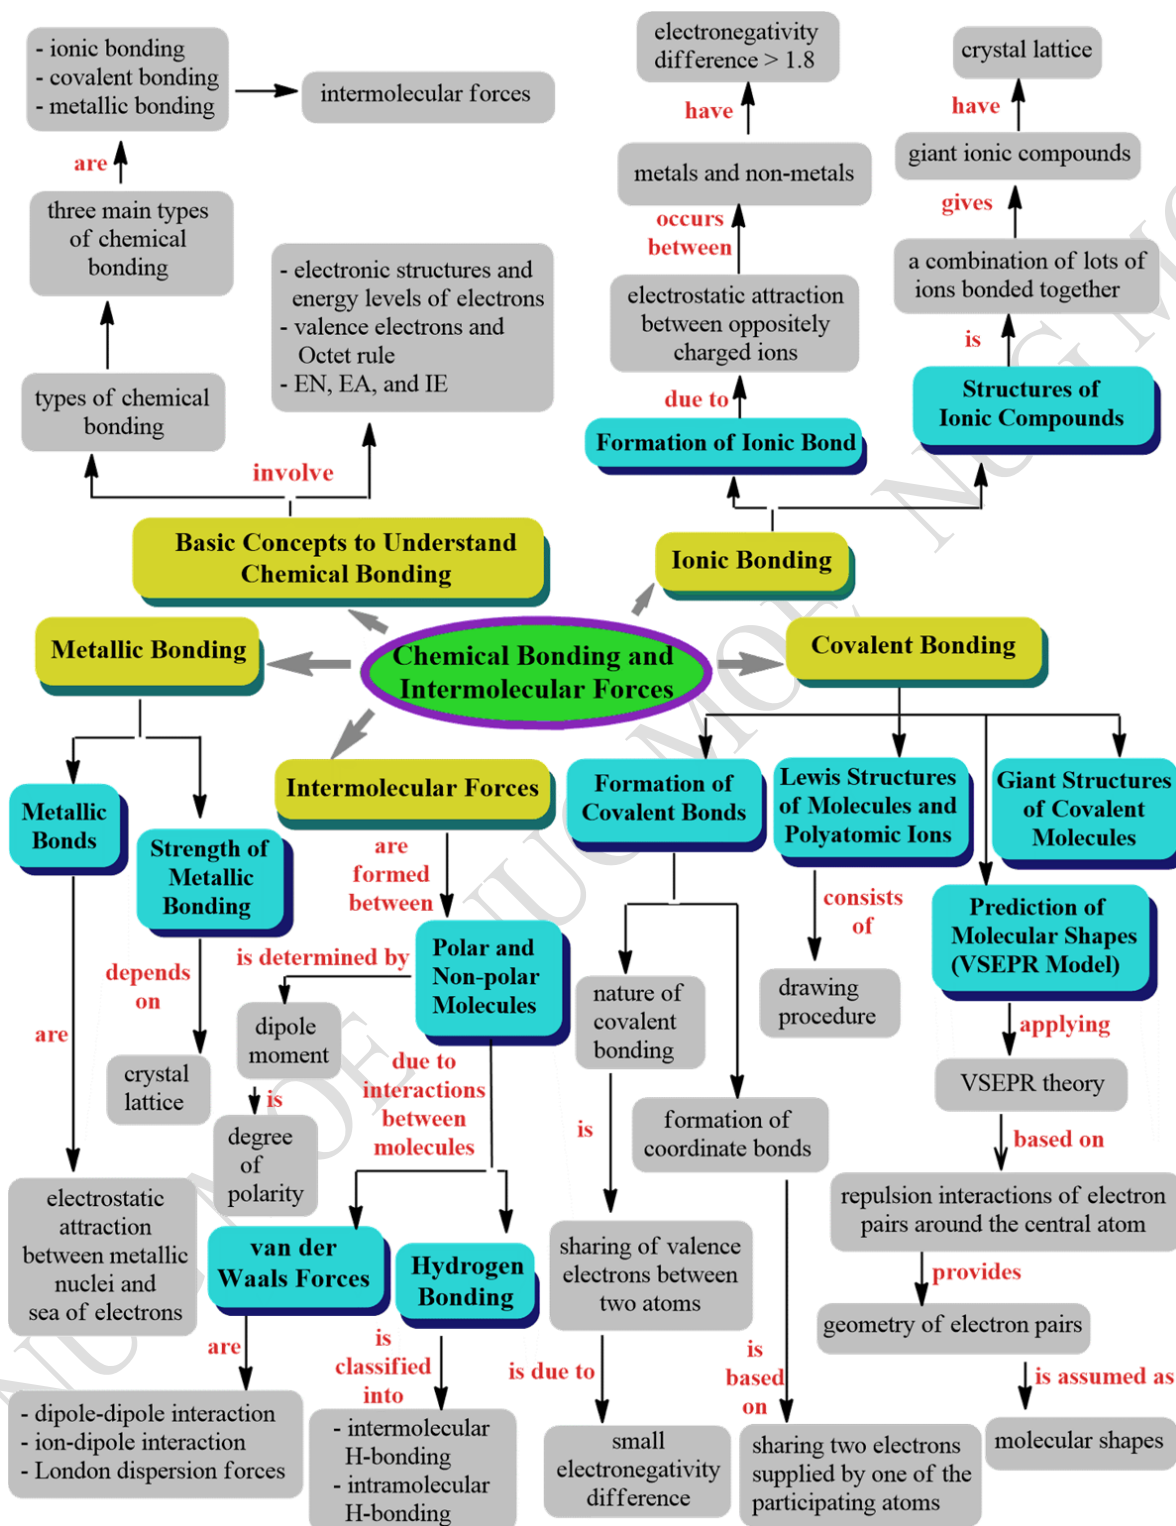 - ionic bonding
- covalent bonding
- metallic bonding
intermolecular forces
are
three main types
of chemical
bonding
types of chemical
bonding
- electronic structures and
energy levels of electrons
- valence electrons and
Octet rule
- EN, EA, and IE
involve
Basic Concepts to Understand
Chemical Bonding
electronegativity
difference > 1.8
have
metals and non-metals
occurs
between
electrostatic attraction
between oppositely
charged ions
due to
Formation of Ionic Bond
crystal lattice
have
giant ionic compounds
gives
a combination of lots of
ions bonded together
is
Structures of
Ionic Compounds
Ionic Bonding
Chemical Bonding and
Intermolecular Forces
Metallic Bonding
Metallic
Bonds
are
electrostatic
attraction
between metallic
nuclei and
sea of electrons
Strength of
Metallic
Bonding
depends
on
crystal
lattice
Intermolecular Forces
are
formed
between
Polar and
Non-polar
Molecules
is determined by
dipole
moment
is
degree
of
polarity
due to
interactions
between
molecules
van der
Waals Forces
are
- dipole-dipole interaction
- ion-dipole interaction
- London dispersion forces
Hydrogen
Bonding
is
classified
into
- intermolecular
H-bonding
- intramolecular
H-bonding
Covalent Bonding
Formation of
Covalent Bonds
nature of
covalent
bonding
is
sharing of valence
electrons between
two atoms
is due to
small
electronegativity
difference
formation of
coordinate bonds
is
based
on
sharing two electrons
supplied by one of the
participating atoms
Lewis Structures
of Molecules and
Polyatomic Ions
consists
of
drawing
procedure
Giant Structures
of Covalent
Molecules
Prediction of
Molecular Shapes
(VSEPR Model)
applying
VSEPR theory
based on
repulsion interactions of electron
pairs around the central atom
provides
geometry of electron pairs
is assumed as
molecular shapes